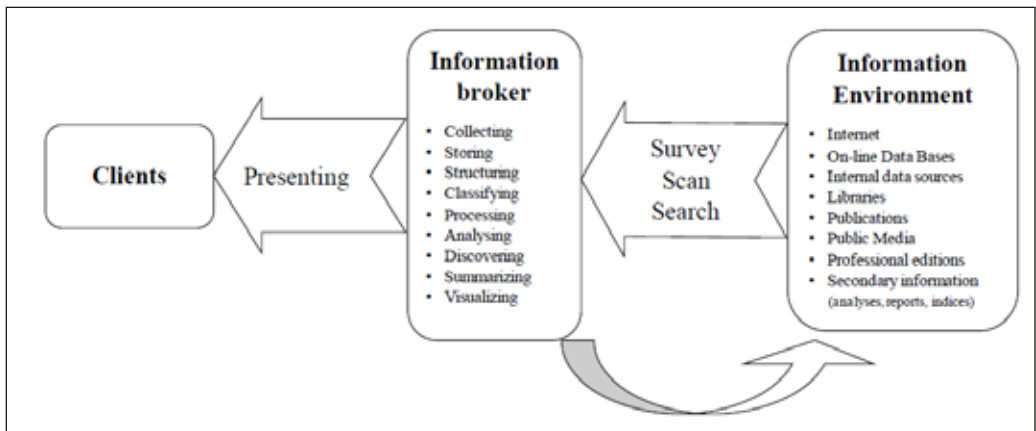 Clients
Presenting
Information
broker
• Collecting
• Storing
• Structuring
• Classifying
• Processing
• Analysing
• Discovering
• Summarizing
• Visualizing
Survey
Scan
Search
Information
Environment
• Internet
• On-line Data Bases
• Internal data sources
• Libraries
• Publications
• Public Media
• Professional editions
• Secondary information
(analyses, reports, indices)